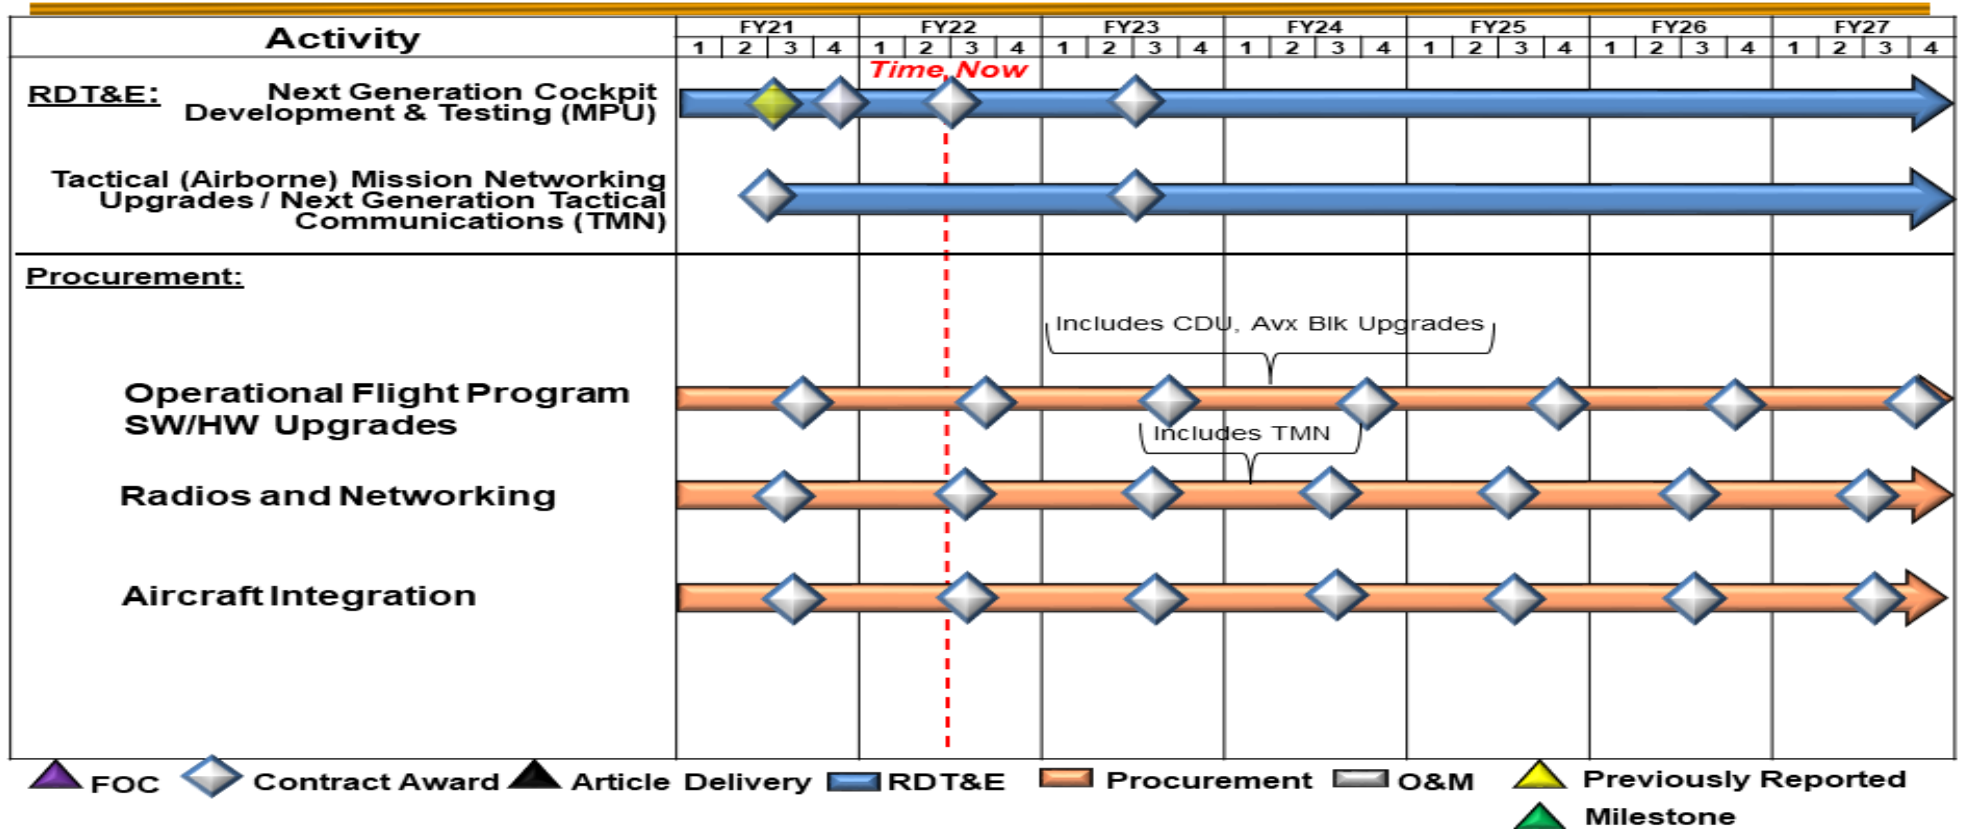 Activity
FY21 FY22 FY23 FY24 FY25 FY26 FY27
1 2 3 4 1 2 3 4 1 2 3 4 1 2 3 4 1 2 3 4 1 2 3 4 1 2 3 4
Time Now
RDT&E: Next Generation Cockpit
Development & Testing (MPU)
Tactical (Airborne) Mission Networking
Upgrades / Next Generation Tactical
Communications (TMN)
Procurement:
Includes CDU, Avx Blk Upgrades
Operational Flight Program
SW/HW Upgrades
Includes TMN
Radios and Networking
Aircraft Integration
FOC Contract Award Article Delivery RDT&E Procurement O&M Previously Reported
Milestone